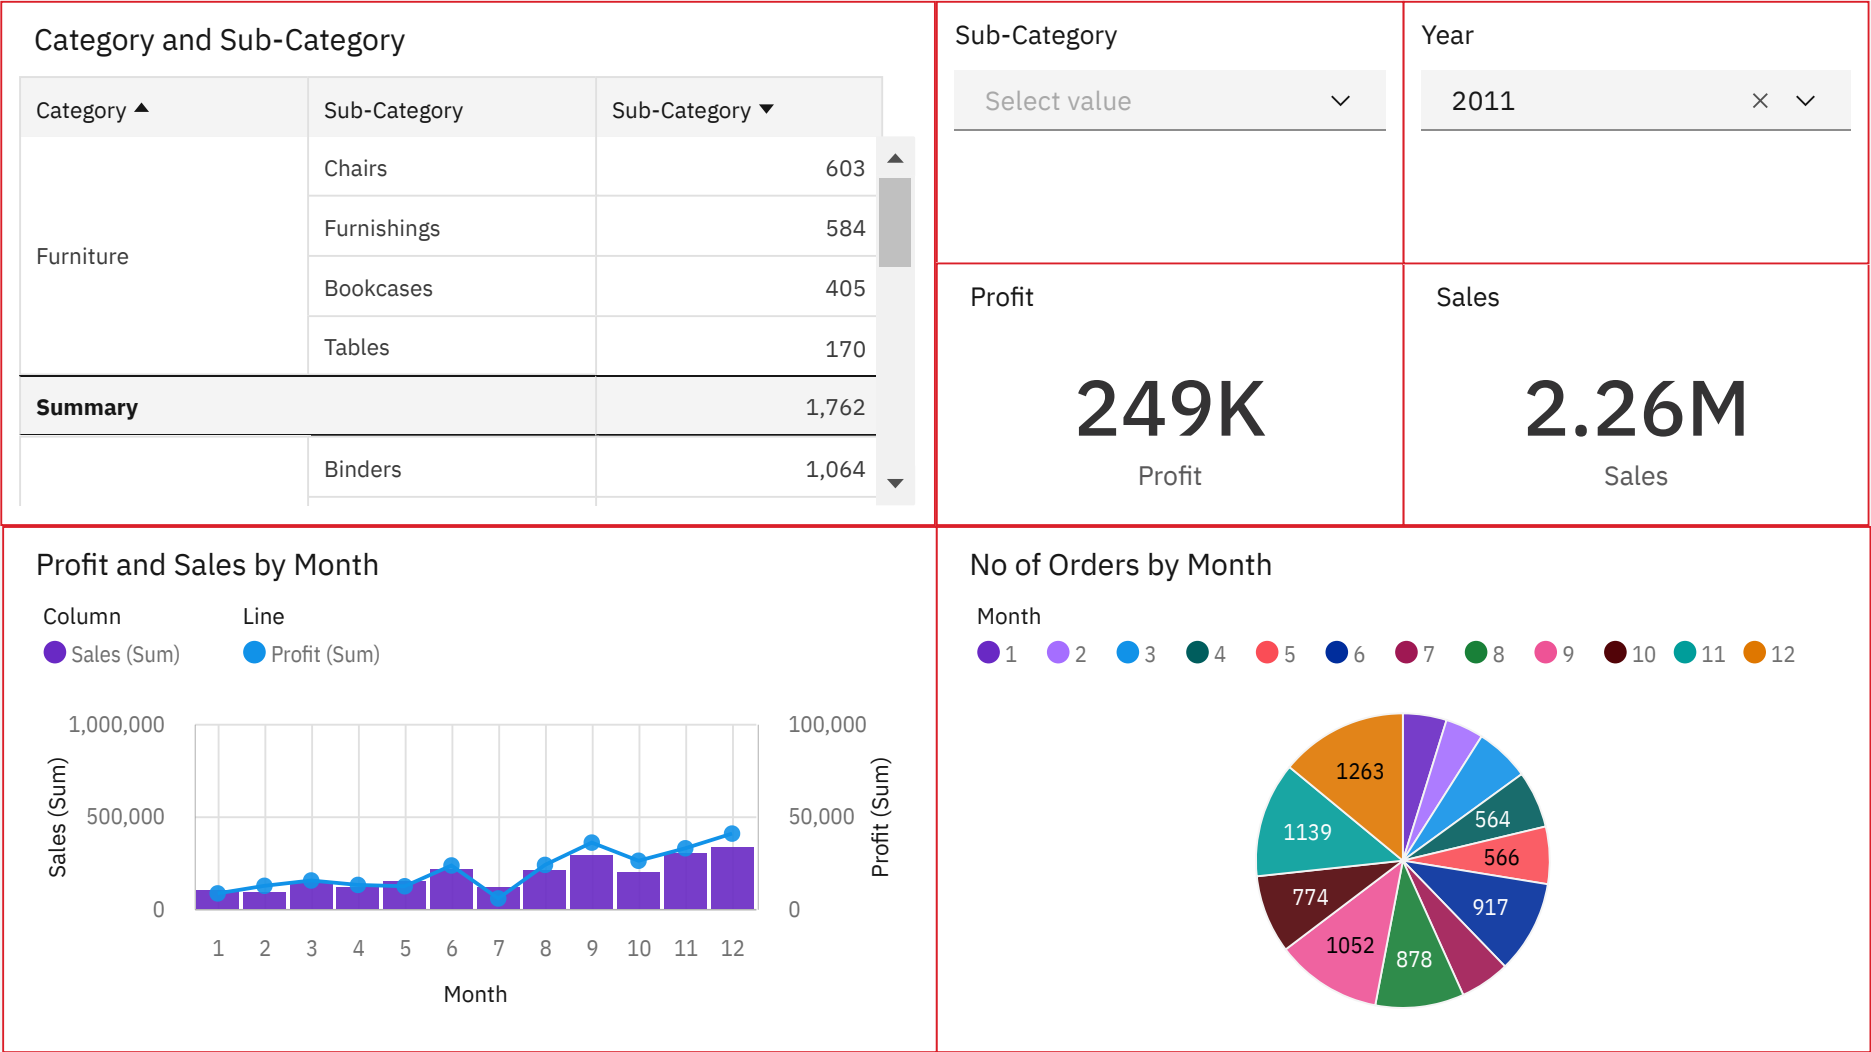 Category and Sub-Category
Category Sub-Category Sub-Category
Furniture
Chairs 603
Furnishings 584
Bookcases 405
Tables 170
Summary 1,762
Binders 1,064
Sub-Category
Select value
Year
2011
Profit
249K
Profit
Sales
2.26M
Sales
Profit and Sales by Month
Column Line
Sales (Sum) Profit (Sum)
1,000,000
500,000
0
Sales (Sum)
100,000
50,000
0
Profit (Sum)
1 2 3 4 5 6 7 8 9 10 11 12
Month
No of Orders by Month
Month
1 2 3 4 5 6 7 8 9 10 11 12
1263
1139
564
566
774
917
1052
878